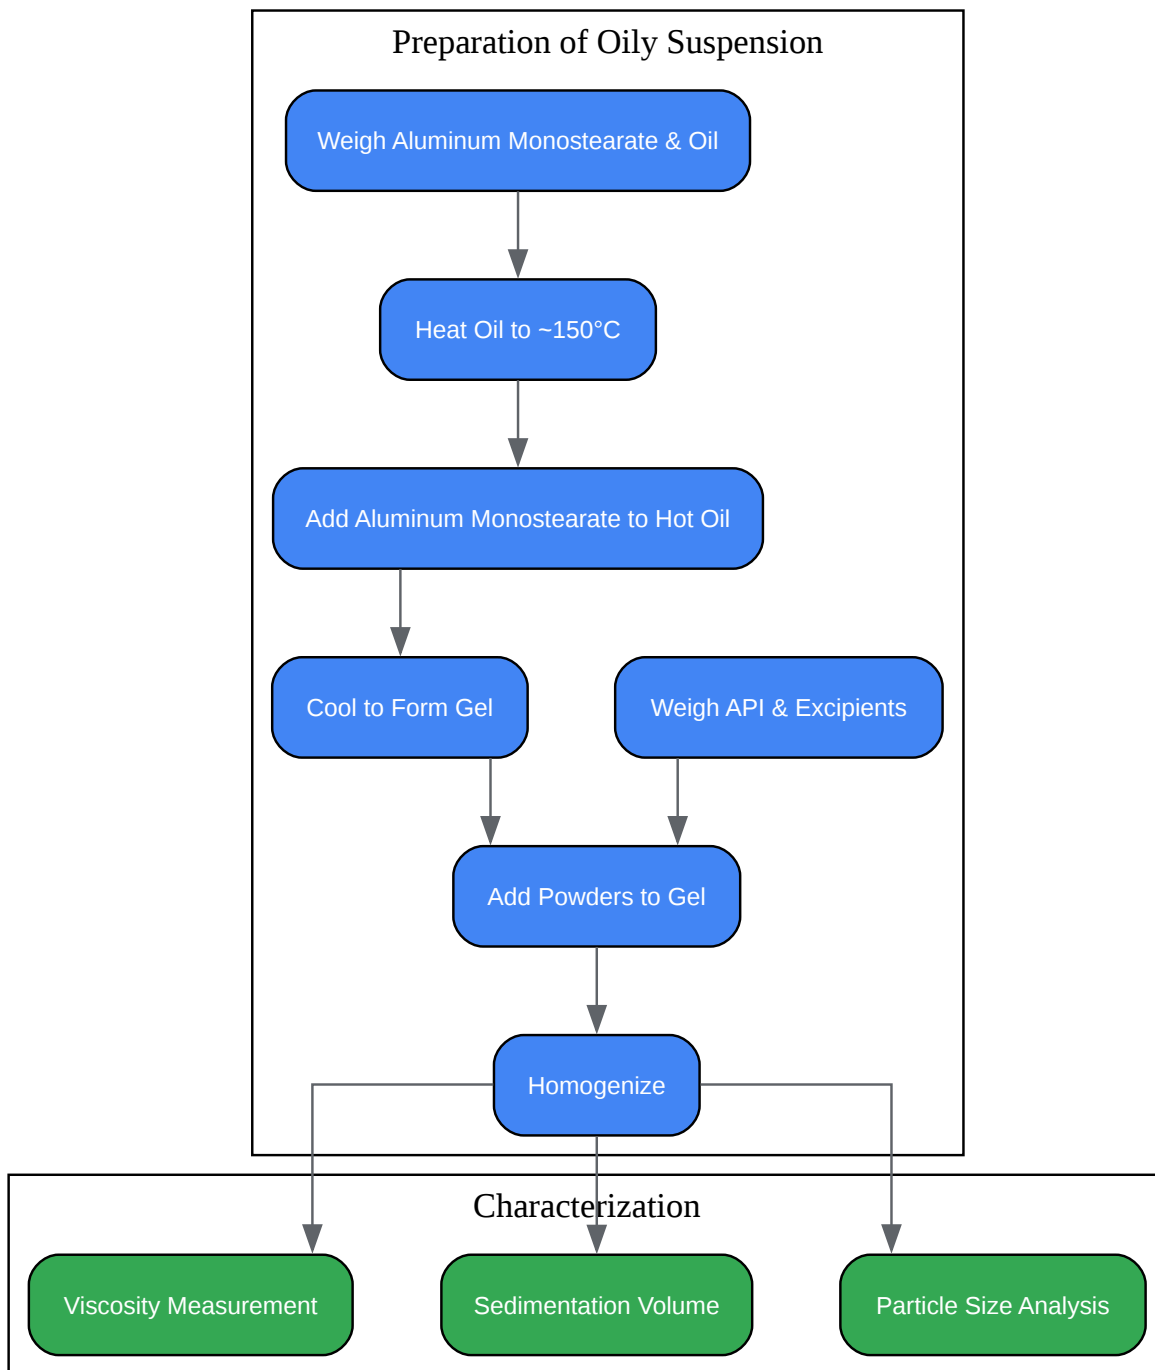 Preparation of Oily Suspension
Weigh Aluminum Monostearate & Oil
Heat Oil to ~150°C
Add Aluminum Monostearate to Hot Oil
Cool to Form Gel
Weigh API & Excipients
Add Powders to Gel
Homogenize
Characterization
Viscosity Measurement
Sedimentation Volume
Particle Size Analysis